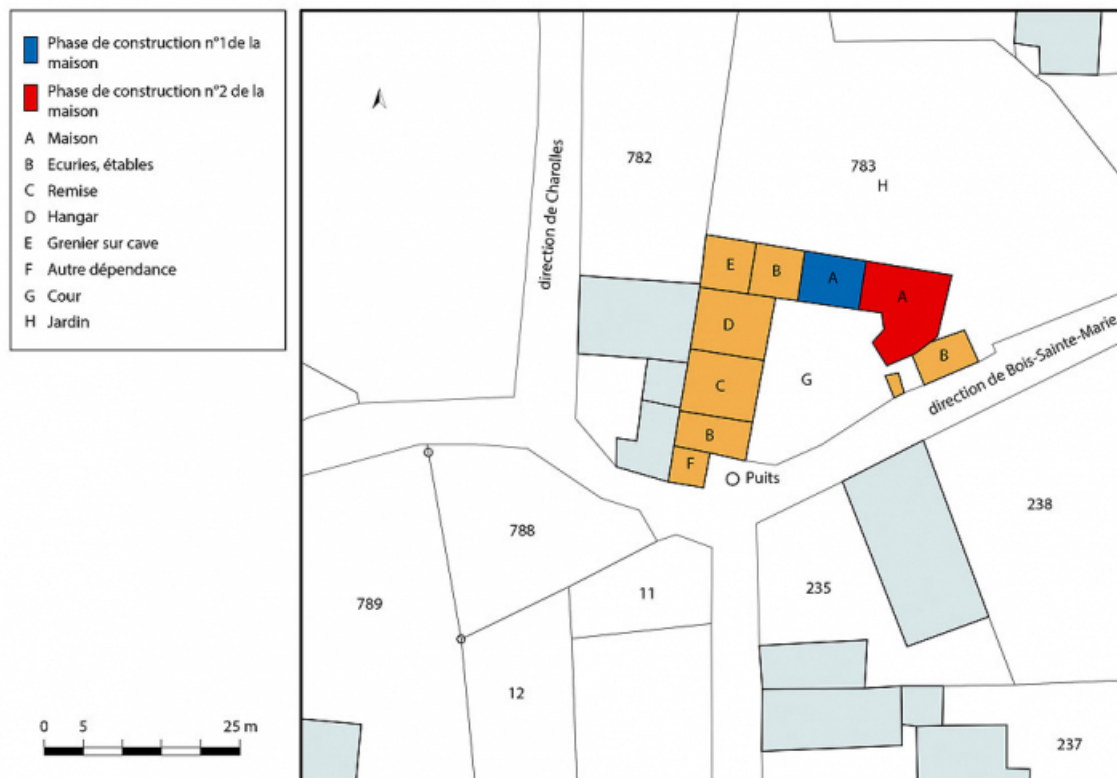 Phase de construction n°1de la
maison
Phase de construction n°2 de la
maison
A Maison
B Ecuries, étables
C Remise
D Hangar
E Grenier sur cave
F Autre dépendance
G Cour
H Jardin
0 5 25 m
direction de Charolles
782
783
H
E
B
A
A
D
B
C
G
direction de Bois-Sainte-Marie
B
F
Puits
788
238
789
11
235
12
237